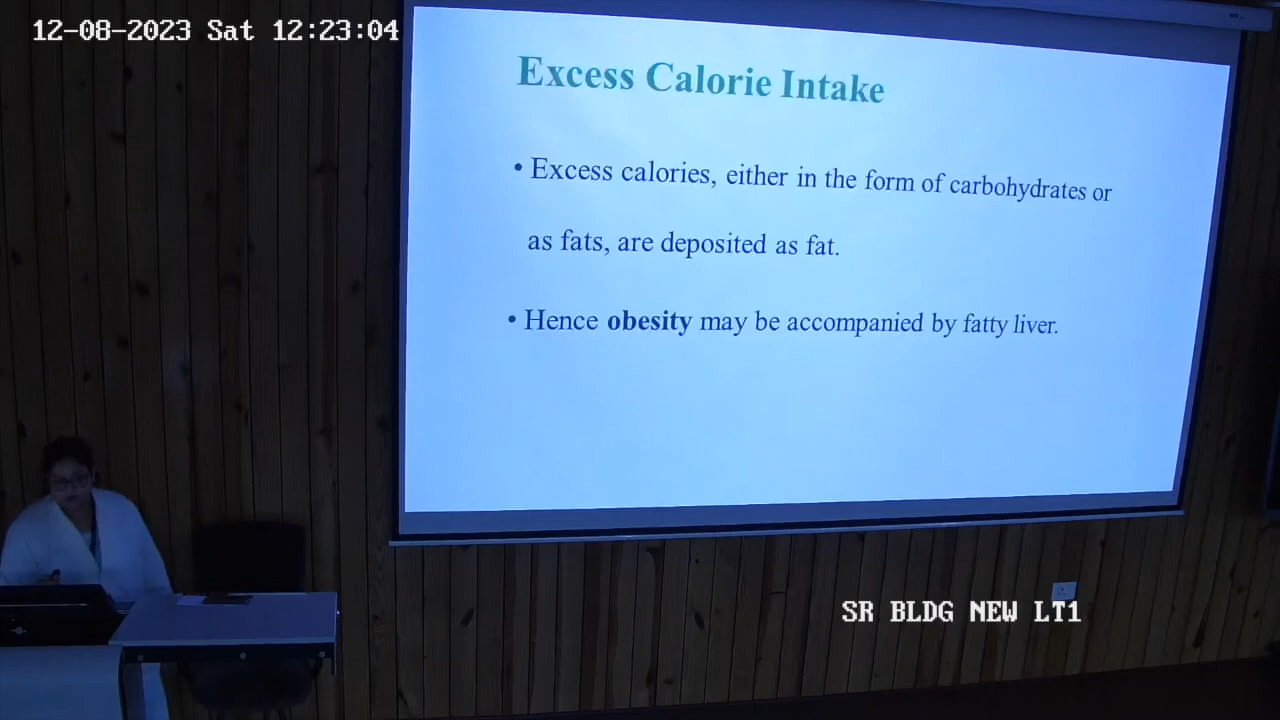 12-08-2023 Sat 12:23:04
Excess Calorie Intake
• Excess calories, either in the form of carbohydrates or
as fats, are deposited as fat.
• Hence obesity may be accompanied by fatty liver.
SR BLDG NEW LT1